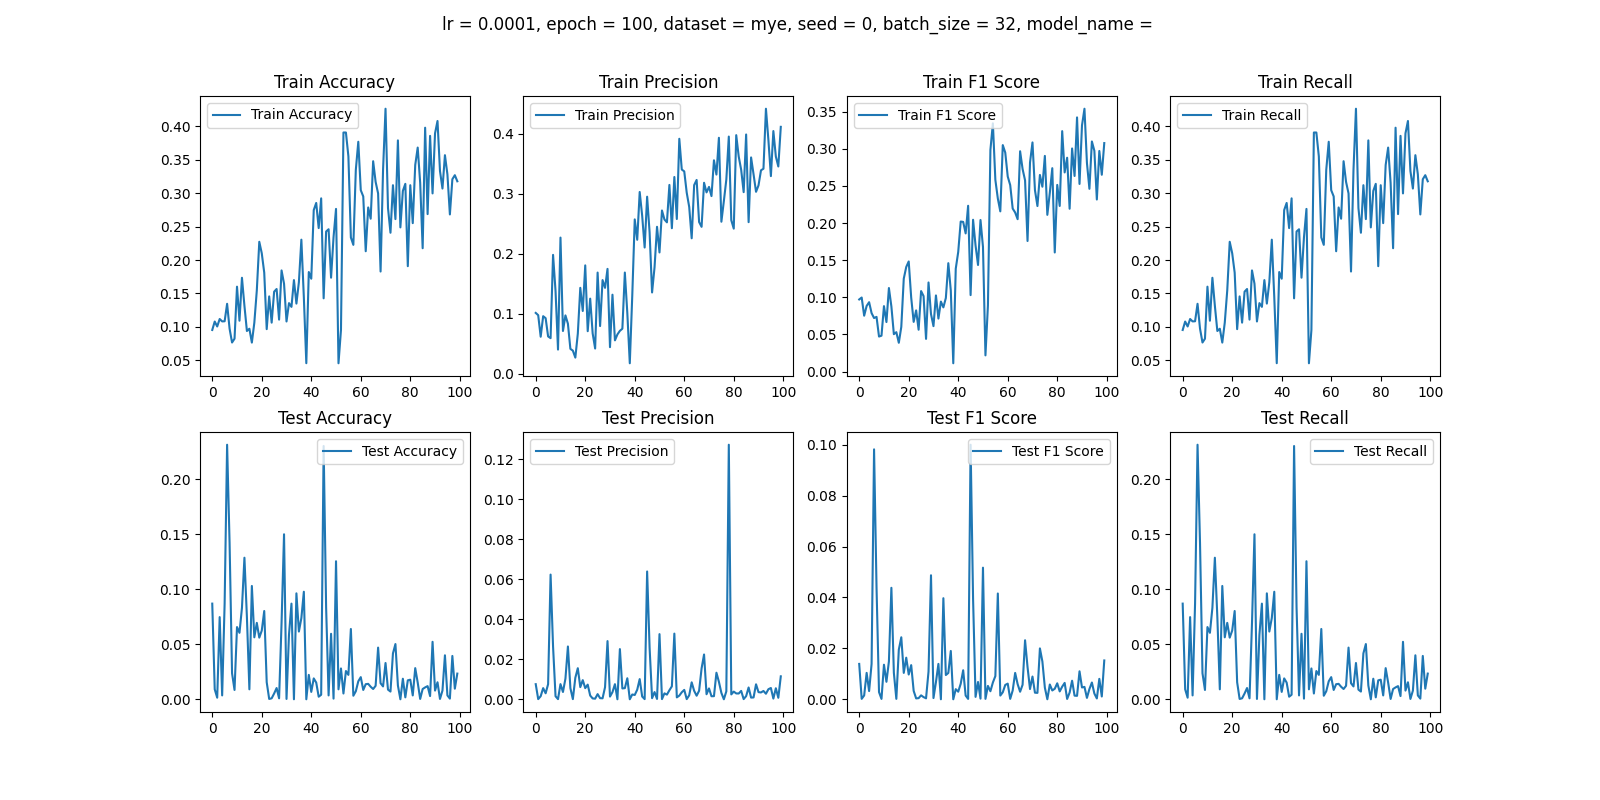 lr = 0.0001, epoch = 100, dataset = mye, seed = 0, batch_size = 32, model_name =
Train Accuracy
Train Accuracy
0.40
0.35
0.30
0.25
0.20
0.15
0.10
0.05
0 20 40 60 80 100
Train Precision
Train Precision
0.4
0.3
0.2
0.1
0.0
0 20 40 60 80 100
Train F1 Score
Train F1 Score
0.35
0.30
0.25
0.20
0.15
0.10
0.05
0.00
0 20 40 60 80 100
Train Recall
Train Recall
0.40
0.35
0.30
0.25
0.20
0.15
0.10
0.05
0 20 40 60 80 100
Test Accuracy
Test Accuracy
0.20
0.15
0.10
0.05
0.00
0 20 40 60 80 100
Test Precision
Test Precision
0.12
0.10
0.08
0.06
0.04
0.02
0.00
0 20 40 60 80 100
Test F1 Score
Test F1 Score
0.10
0.08
0.06
0.04
0.02
0.00
0 20 40 60 80 100
Test Recall
Test Recall
0.20
0.15
0.10
0.05
0.00
0 20 40 60 80 100